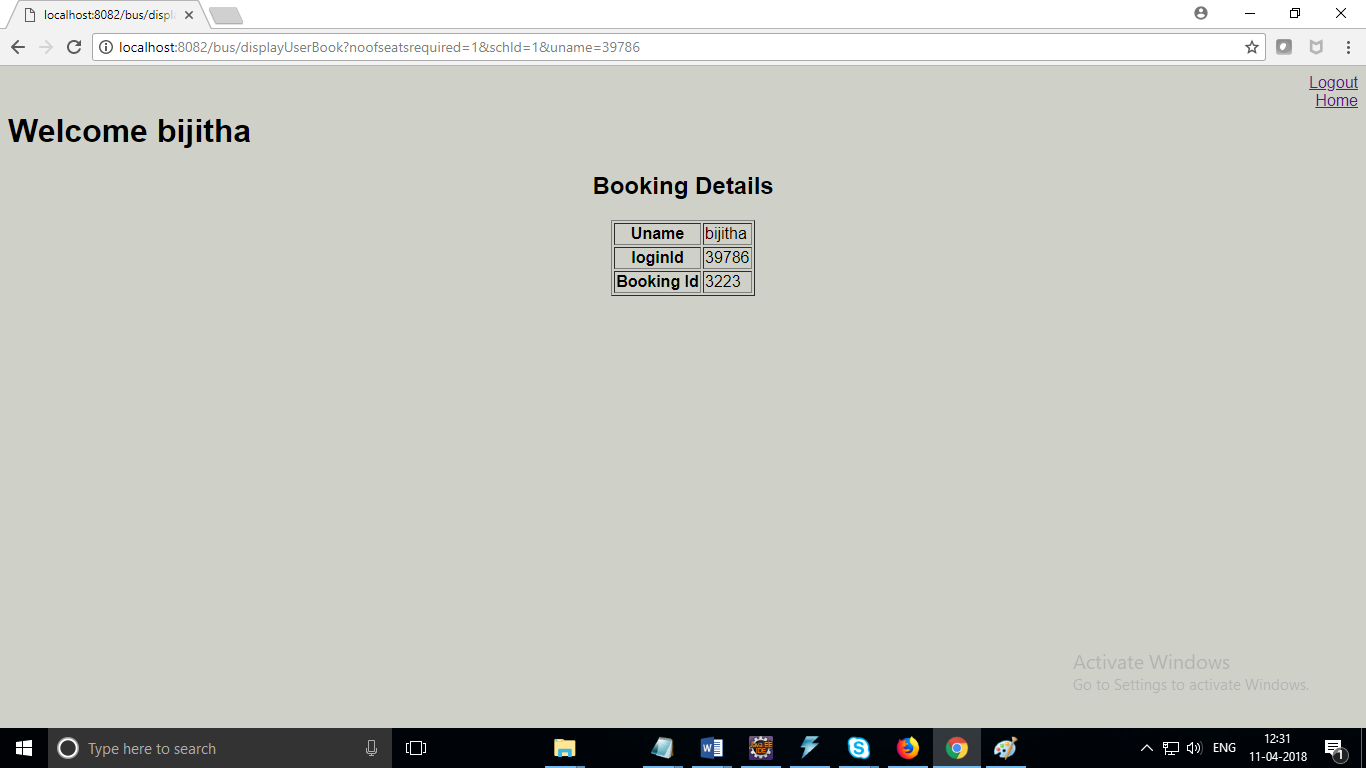 localhost:8082/bus/displ
localhost:8082/bus/displayUserBook?noofseatsrequired=1&schId=1&uname=39786
Logout
Home
Welcome bijitha
Booking Details
Uname bijitha
loginId 39786
Booking Id 3223
Activate Windows
Go to Settings to activate Windows.
Type here to search
ENG
12:31
11-04-2018
1